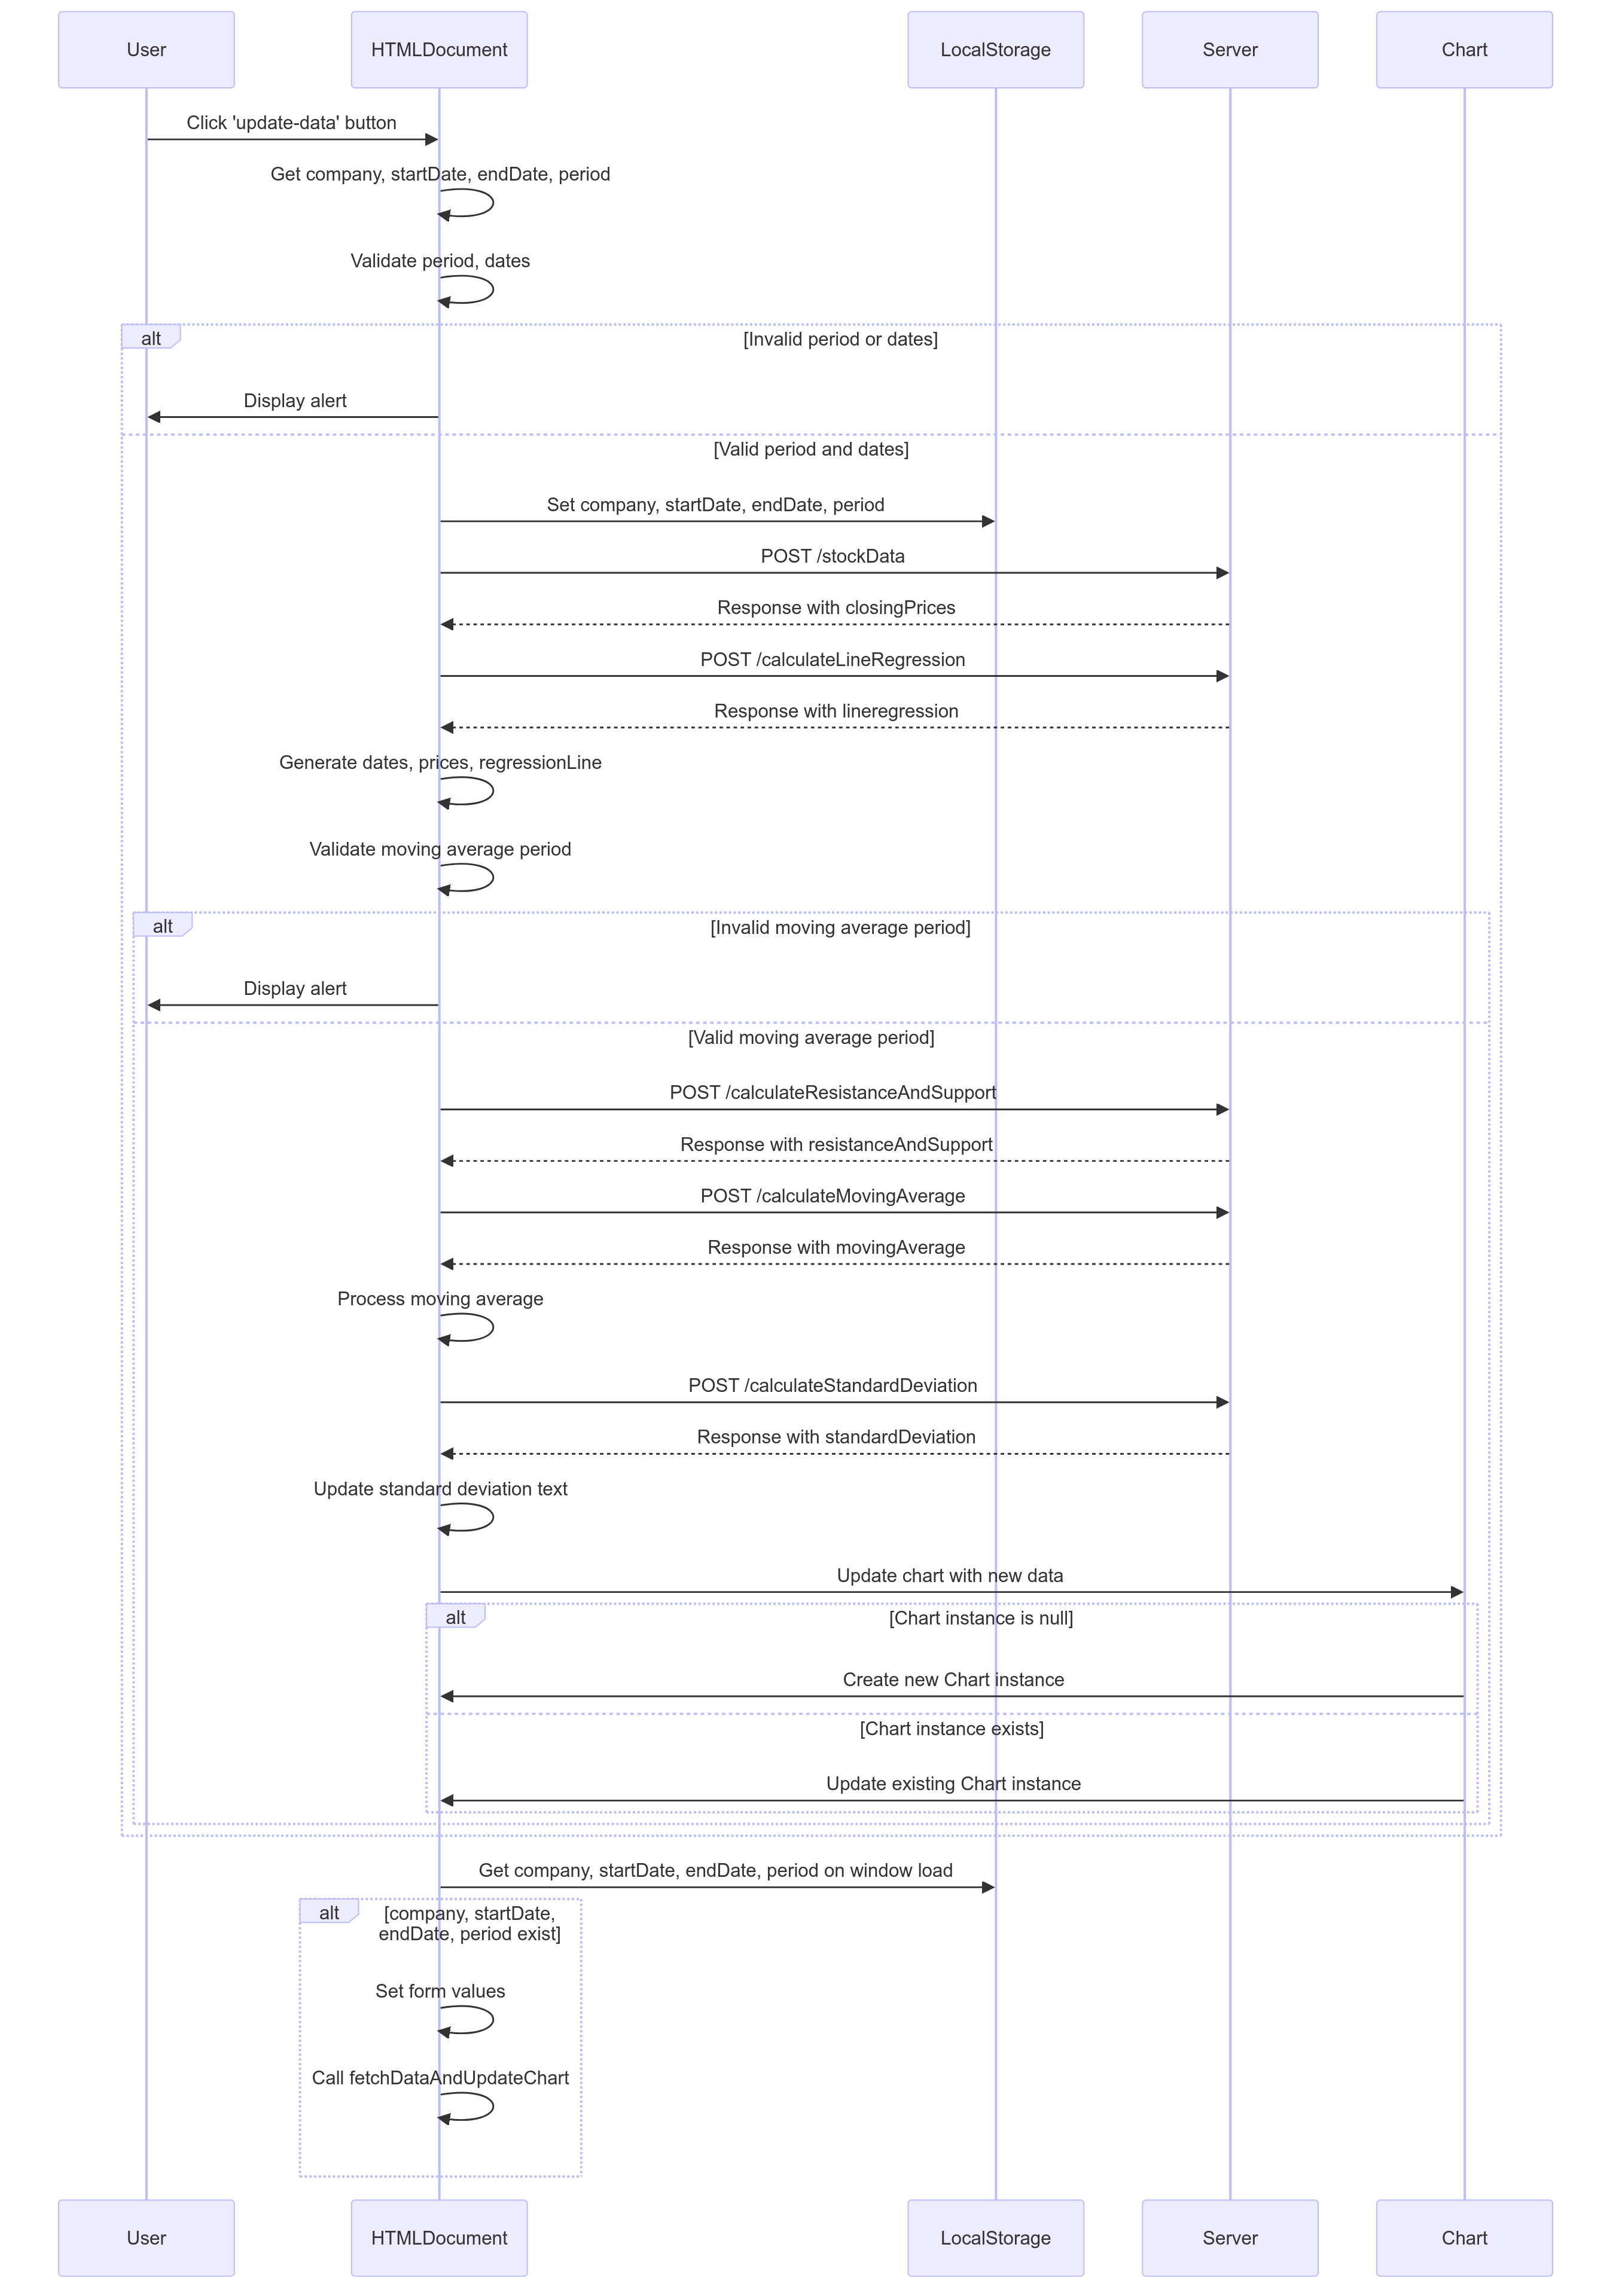 User
HTMLDocument
LocalStorage
Server
Chart
Click 'update-data' button
Get company, startDate, endDate, period
Validate period, dates
alt
[Invalid period or dates]
Display alert
[Valid period and dates]
Set company, startDate, endDate, period
POST /stockData
Response with closingPrices
POST /calculateLineRegression
Response with lineregression
Generate dates, prices, regressionLine
Validate moving average period
alt
[Invalid moving average period]
Display alert
[Valid moving average period]
POST /calculateResistanceAndSupport
Response with resistanceAndSupport
POST /calculateMovingAverage
Response with movingAverage
Process moving average
POST /calculateStandardDeviation
Response with standardDeviation
Update standard deviation text
Update chart with new data
alt
[Chart instance is null]
Create new Chart instance
[Chart instance exists]
Update existing Chart instance
Get company, startDate, endDate, period on window load
alt
[company, startDate,
endDate, period exist]
Set form values
Call fetchDataAndUpdateChart
User
HTMLDocument
LocalStorage
Server
Chart